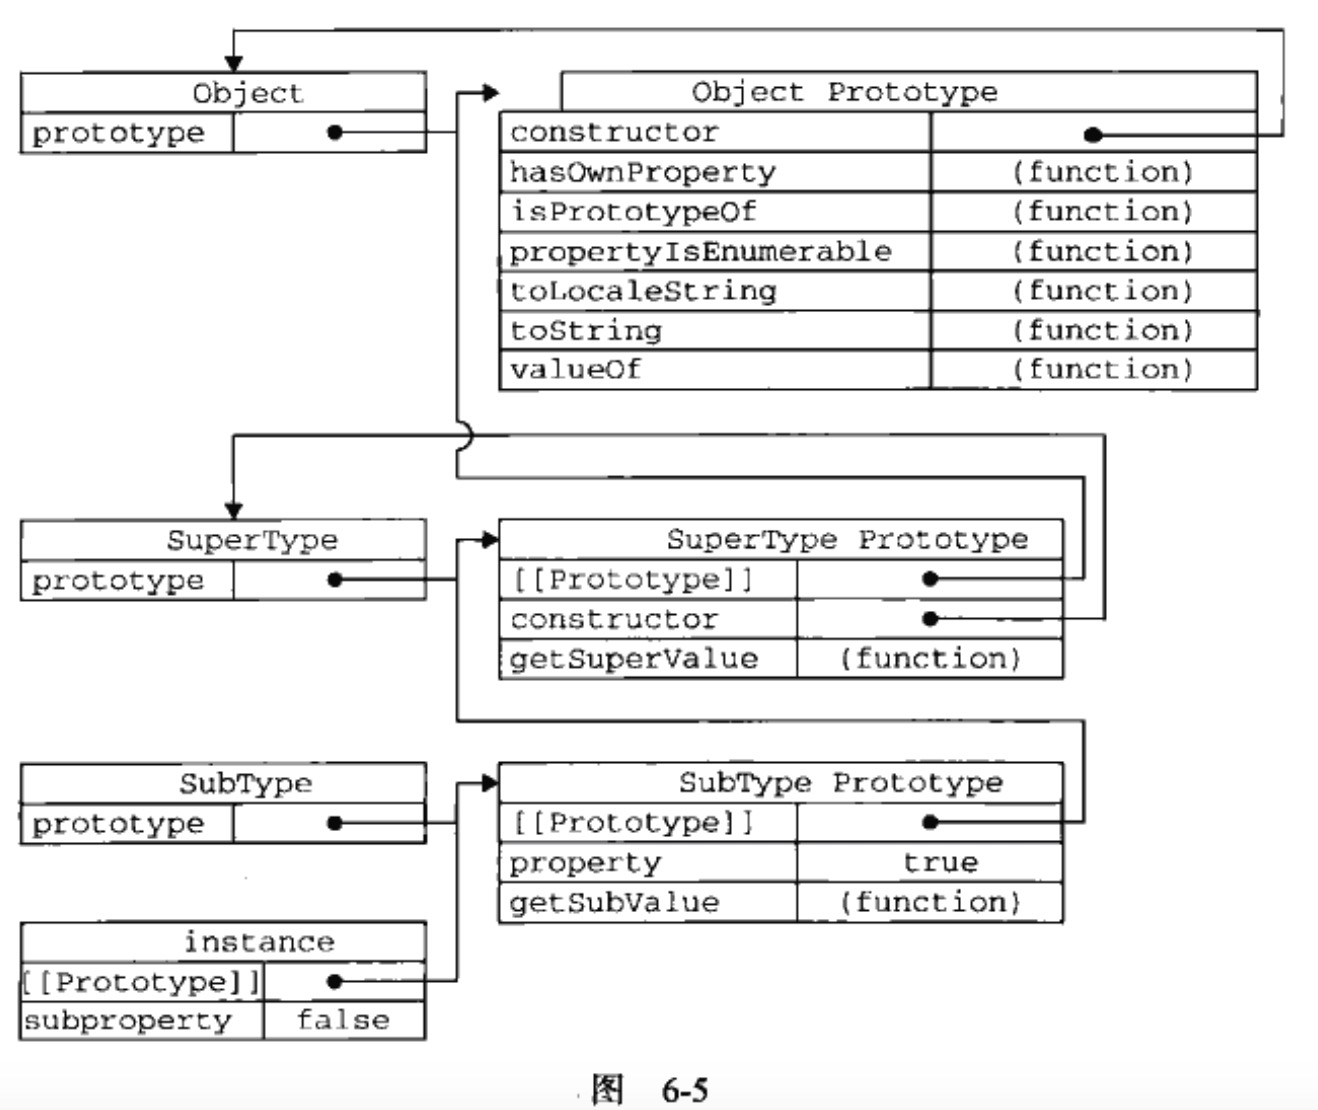 Object
prototype
Object Prototype
constructor
hasOwnProperty (function)
isPrototypeOf (function)
propertyIsEnumerable (function)
toLocaleString (function)
toString (function)
valueOf (function)
SuperType
prototype
SuperType Prototype
[[Prototype]]
constructor
getSuperValue (function)
SubType
prototype
SubType Prototype
[[Prototype]]
property true
getSubValue (function)
instance
[[Prototype]]
subproperty false
图 6-5